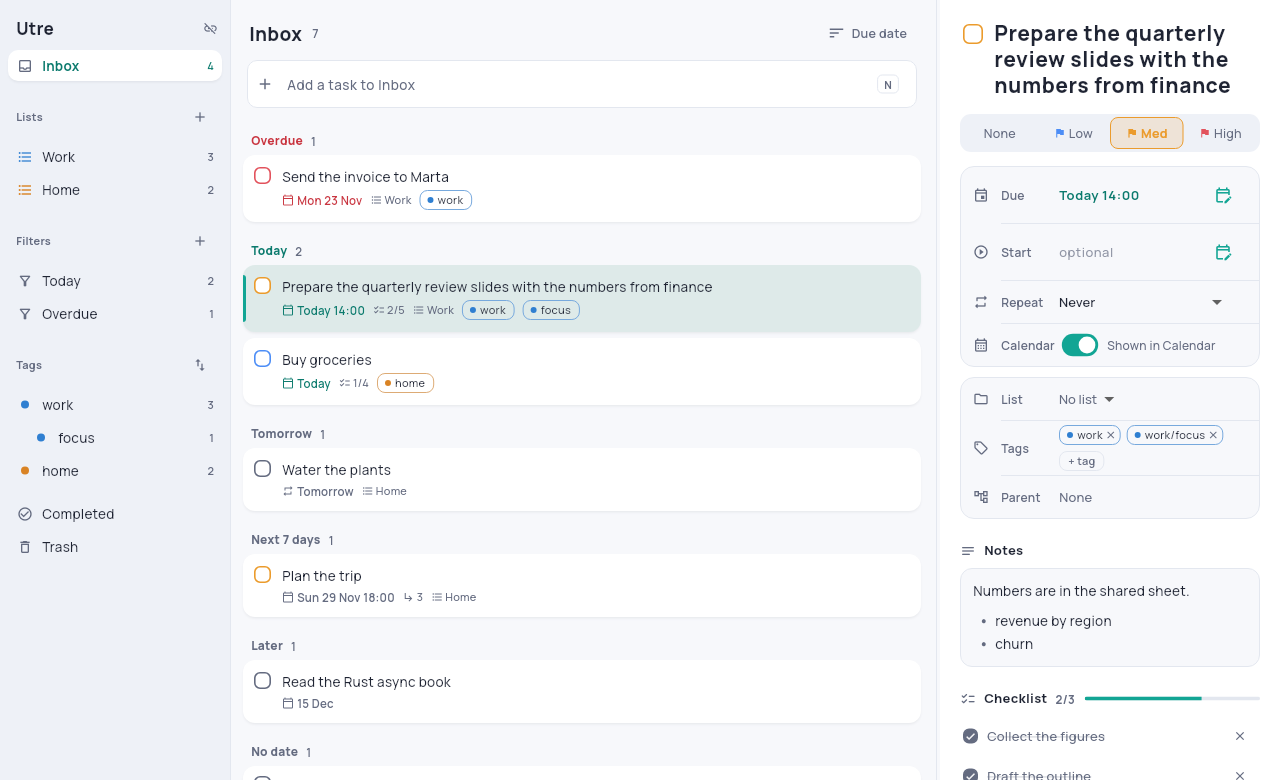 Utre
Inbox 4
Lists
Work 3
Home 2
Filters
Today 2
Overdue 1
Tags
work 3
focus 1
home 2
Completed
Trash
Inbox 7
Due date
Add a task to Inbox
N
Overdue 1
Send the invoice to Marta
Mon 23 Nov Work work
Today 2
Prepare the quarterly review slides with the numbers from finance
Today 14:00 2/5 Work work focus
Buy groceries
Today 1/4 home
Tomorrow 1
Water the plants
Tomorrow Home
Next 7 days 1
Plan the trip
Sun 29 Nov 18:00 3 Home
Later 1
Read the Rust async book
15 Dec
No date 1
Prepare the quarterly
review slides with the
numbers from finance
None Low Med High
Due Today 14:00
Start optional
Repeat Never
Calendar Shown in Calendar
List No list
Tags work work/focus
+ tag
Parent None
Notes
Numbers are in the shared sheet.
• revenue by region
• churn
Checklist 2/3
Collect the figures
Draft the outline